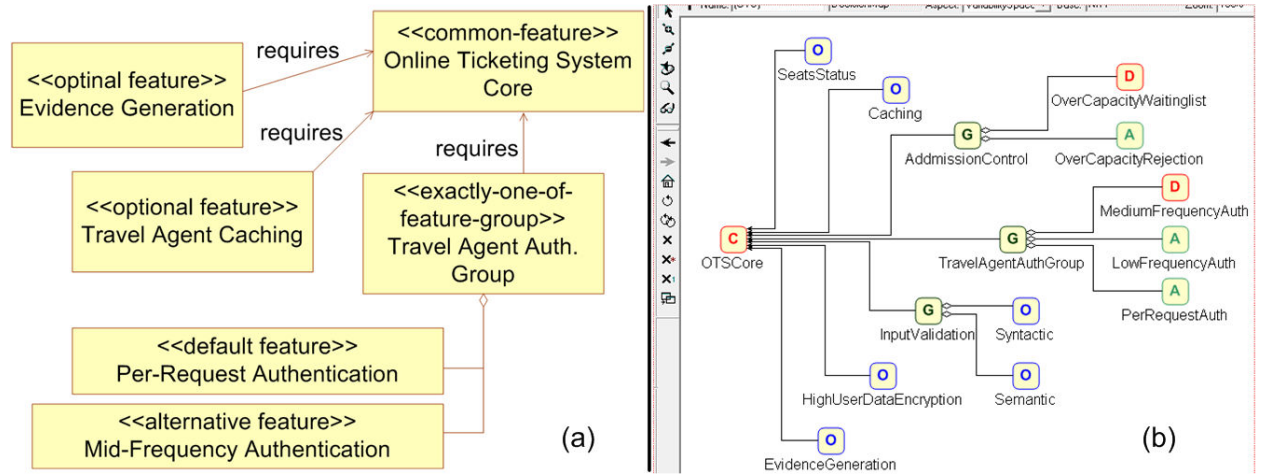 <<optinal feature>>
Evidence Generation
requires
<<common-feature>>
Online Ticketing System
Core
requires
requires
<<optional feature>>
Travel Agent Caching
<<exactly-one-of-
feature-group>>
Travel Agent Auth.
Group
<<default feature>>
Per-Request Authentication
<<alternative feature>>
Mid-Frequency Authentication
(a)
O
SeatsStatus
O
Caching
D
OverCapacityWaitinglist
G
AddmissionControl
A
OverCapacityRejection
D
MediumFrequencyAuth
C
OTSCore
G
TravelAgentAuthGroup
A
LowFrequencyAuth
A
PerRequestAuth
G
InputValidation
O
Syntactic
O
HighUserDataEncryption
O
Semantic
O
EvidenceGeneration
(b)